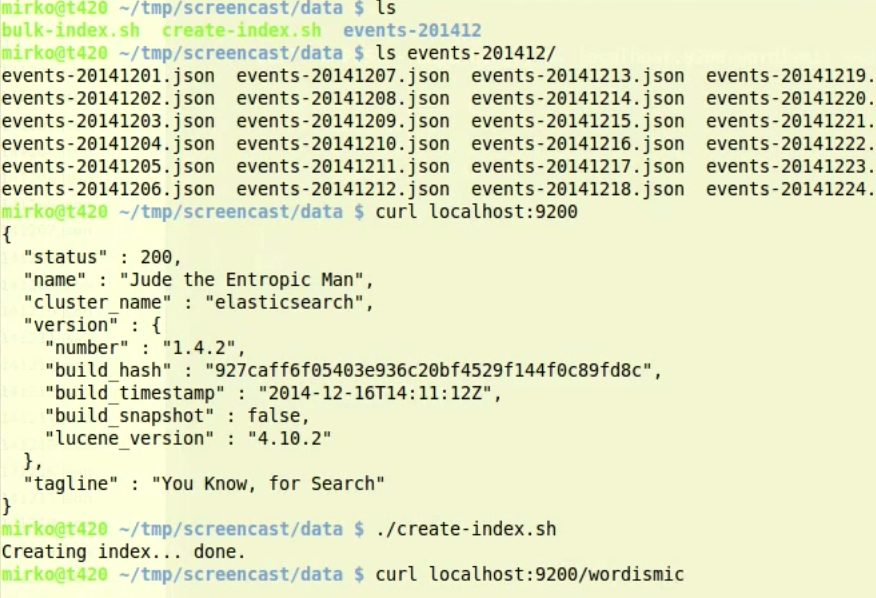 mirko@t420 ~/tmp/screencast/data $ ls
bulk-index.sh  create-index.sh  events-201412
mirko@t420 ~/tmp/screencast/data $ ls events-201412/
events-20141201.json  events-20141207.json  events-20141213.json  events-20141219.
events-20141202.json  events-20141208.json  events-20141214.json  events-20141220.
events-20141203.json  events-20141209.json  events-20141215.json  events-20141221.
events-20141204.json  events-20141210.json  events-20141216.json  events-20141222.
events-20141205.json  events-20141211.json  events-20141217.json  events-20141223.
events-20141206.json  events-20141212.json  events-20141218.json  events-20141224.
mirko@t420 ~/tmp/screencast/data $ curl localhost:9200
{
  "status" : 200,
  "name" : "Jude the Entropic Man",
  "cluster_name" : "elasticsearch",
  "version" : {
    "number" : "1.4.2",
    "build_hash" : "927caff6f05403e936c20bf4529f144f0c89fd8c",
    "build_timestamp" : "2014-12-16T14:11:12Z",
    "build_snapshot" : false,
    "lucene_version" : "4.10.2"
  },
  "tagline" : "You Know, for Search"
}
mirko@t420 ~/tmp/screencast/data $ ./create-index.sh
Creating index... done.
mirko@t420 ~/tmp/screencast/data $ curl localhost:9200/wordismic